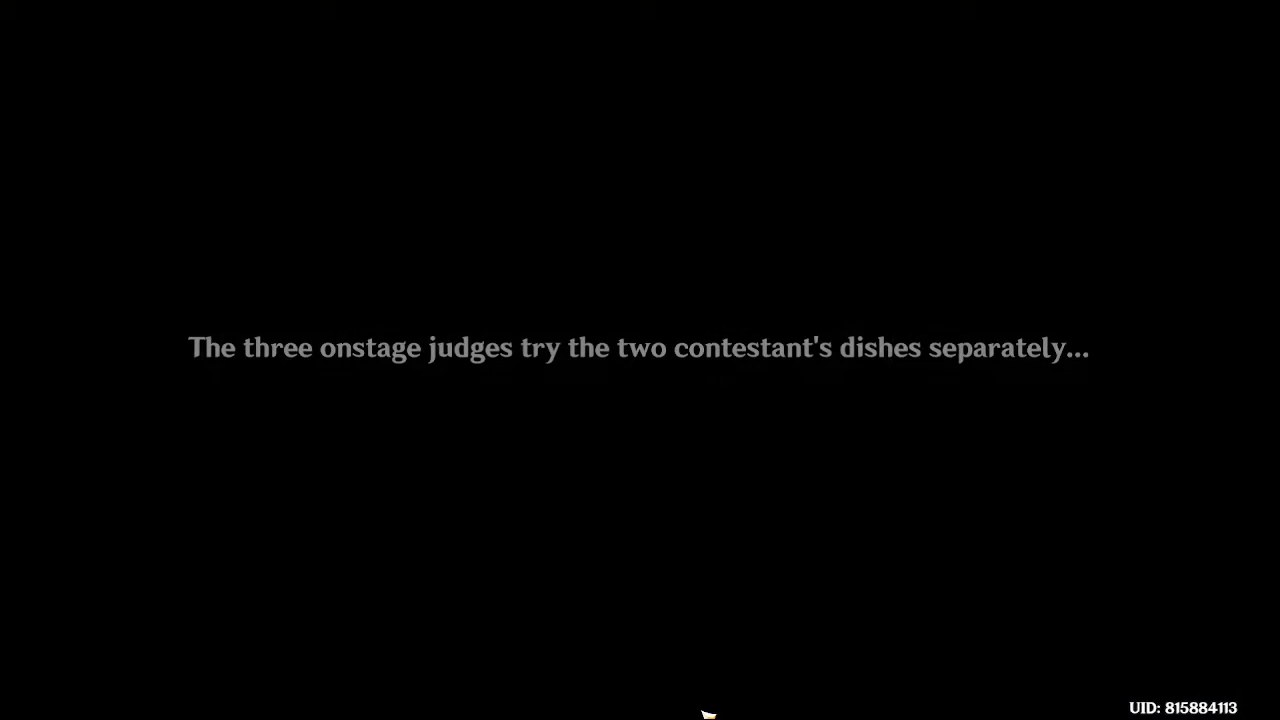 The three onstage judges try the two contestant's dishes separately...
UID: 815884113